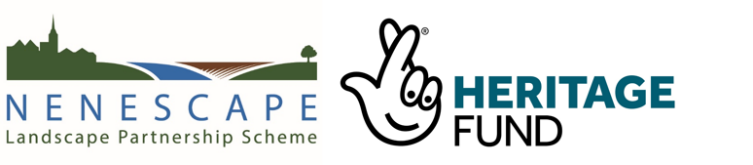 NENESCAPE
Landscape Partnership Scheme
®
HERITAGE
FUND